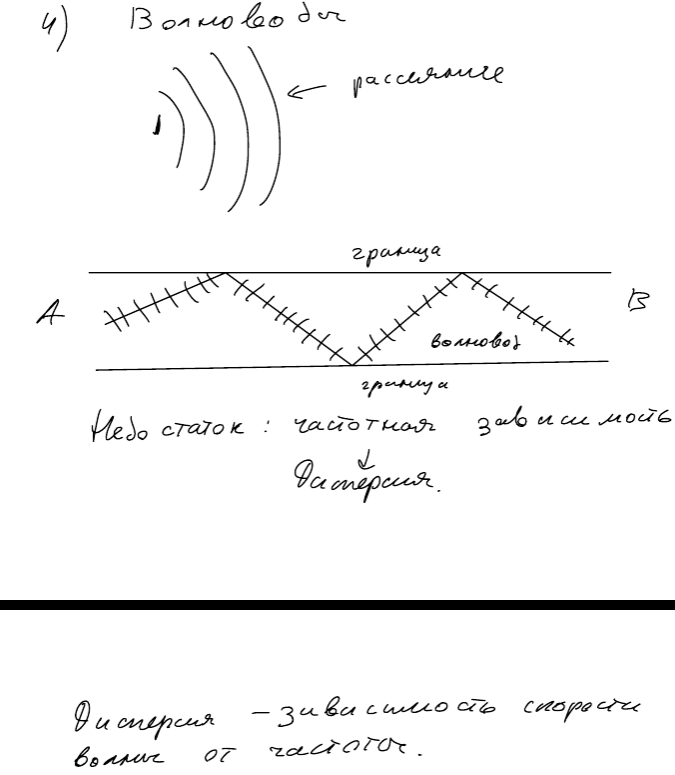 4) Волноводы
рассеяние
граница
А
В
волновод
граница
Недостаток: частотная зависимость
Дисперсия.
Дисперсия – зависимость скорости
волны от частоты.